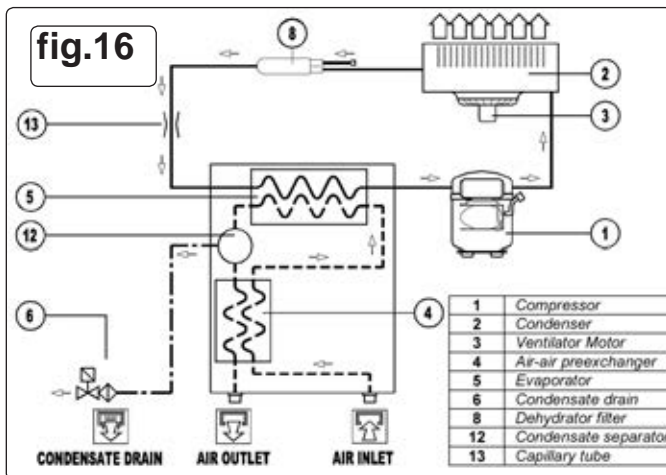 fig.16
8
2
13
3
5
12
1
4
6
1 Compressor
2 Condenser
3 Ventilator Motor
4 Air-air preexchanger
5 Evaporator
6 Condensate drain
8 Dehydrator filter
12 Condensate separator
13 Capillary tube
CONDENSATE DRAIN AIR OUTLET AIR INLET